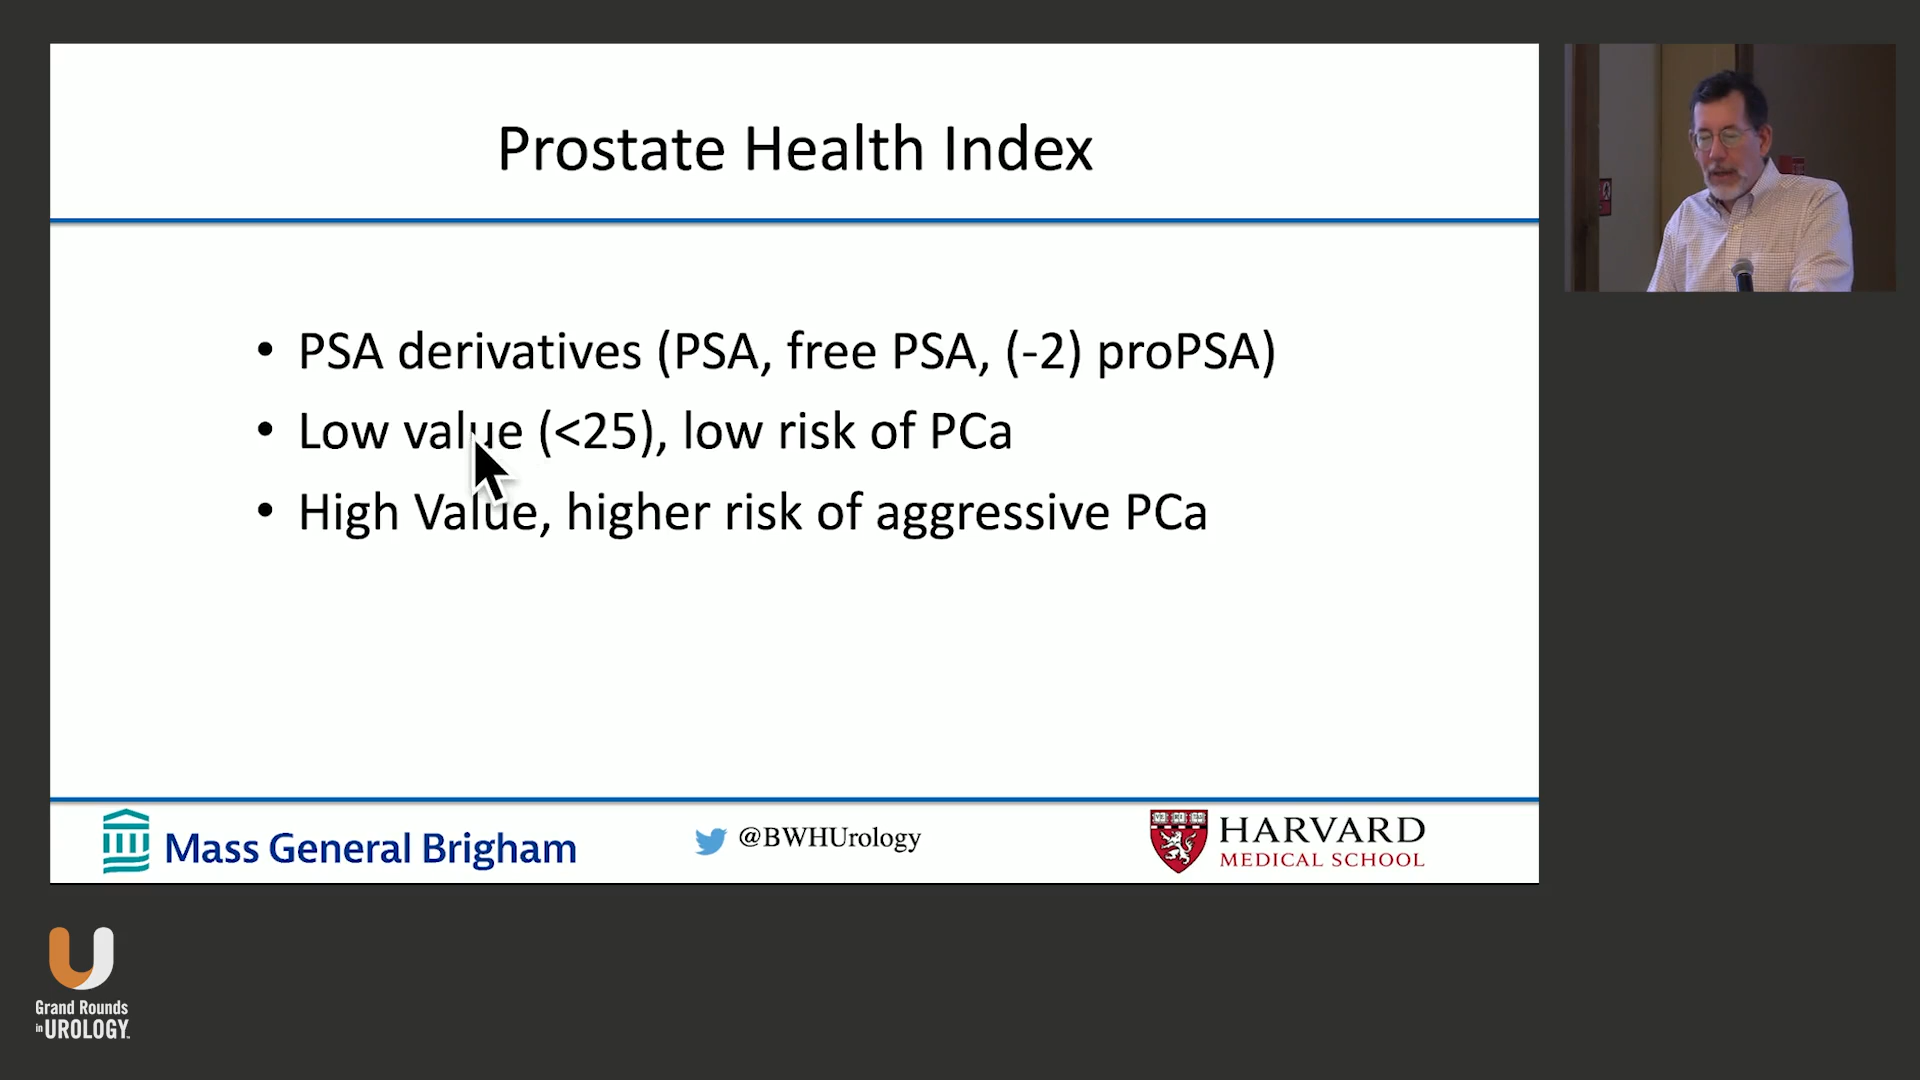 Prostate Health Index
• PSA derivatives (PSA, free PSA, (-2) proPSA)
• Low value (<25), low risk of PCa
• High Value, higher risk of aggressive PCa
Mass General Brigham
@BWHUrology
HARVARD
MEDICAL SCHOOL
Grand Rounds
in UROLOGY